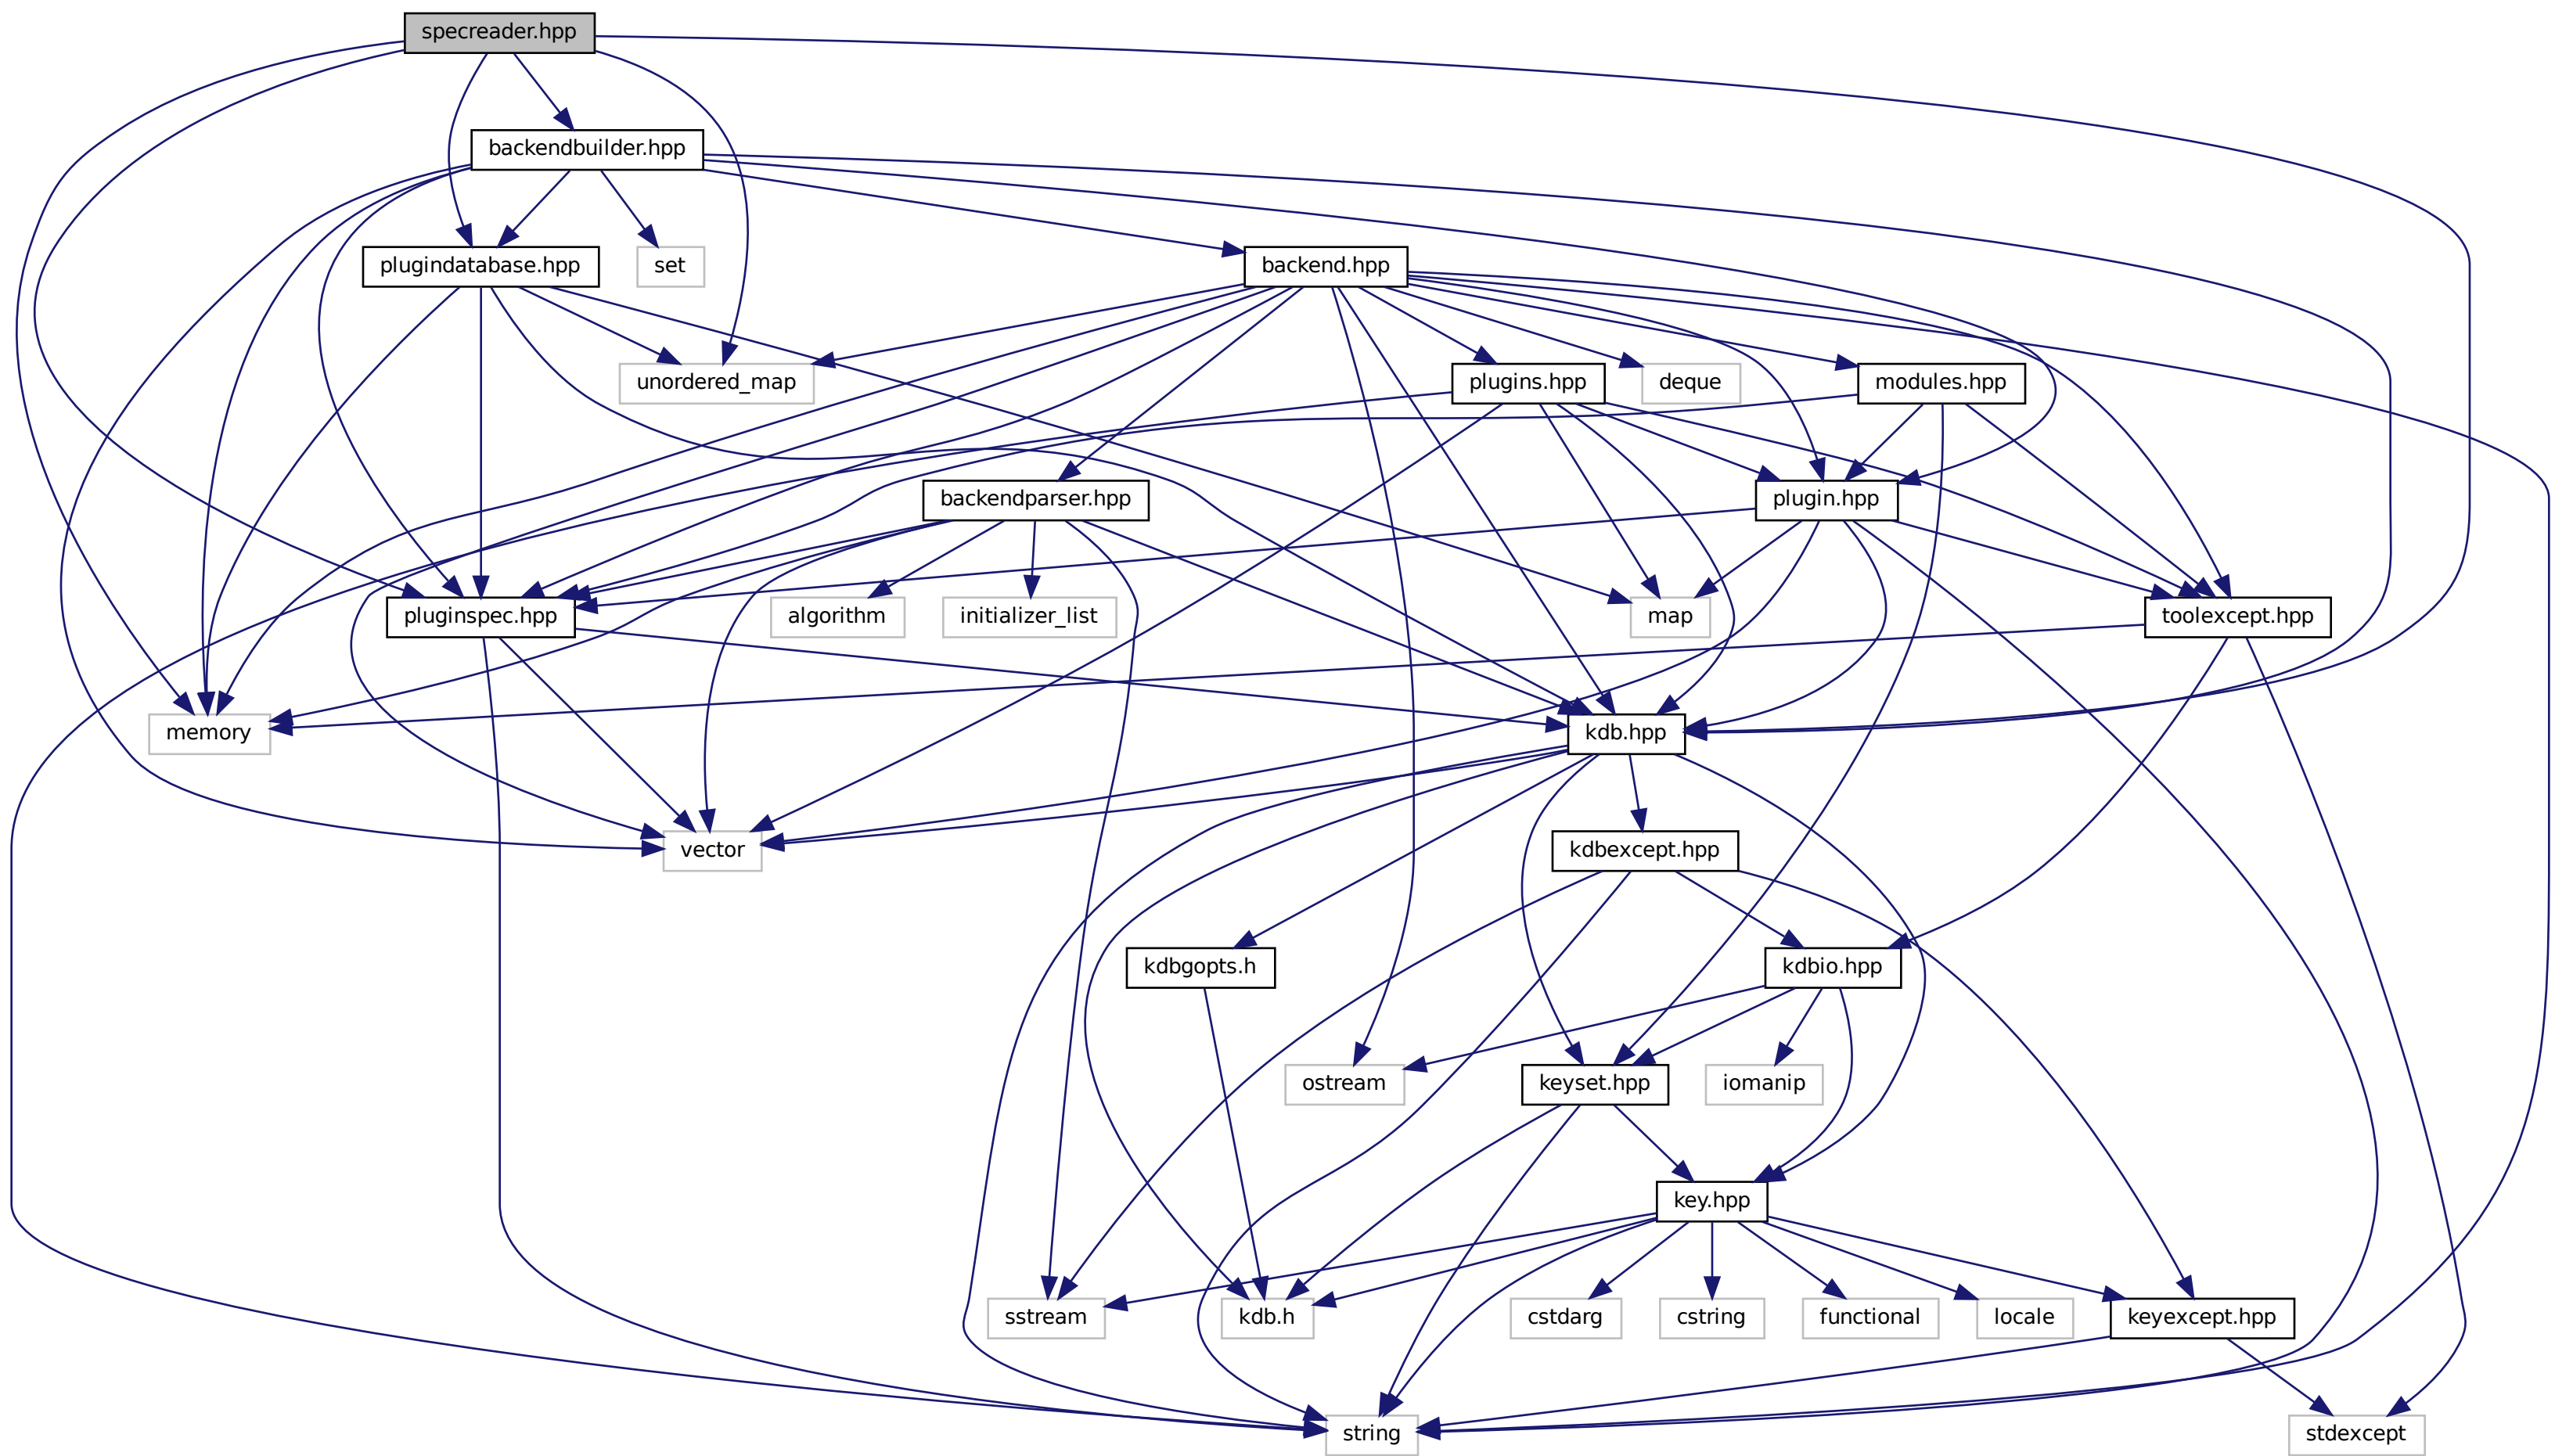 specreader.hpp
backendbuilder.hpp
plugindatabase.hpp
set
backend.hpp
unordered_map
plugins.hpp
deque
modules.hpp
backendparser.hpp
plugin.hpp
pluginspec.hpp
algorithm
initializer_list
map
toolexcept.hpp
memory
kdb.hpp
vector
kdbexcept.hpp
kdbgopts.h
kdbio.hpp
ostream
keyset.hpp
iomanip
key.hpp
sstream
kdb.h
cstdarg
cstring
functional
locale
keyexcept.hpp
string
stdexcept